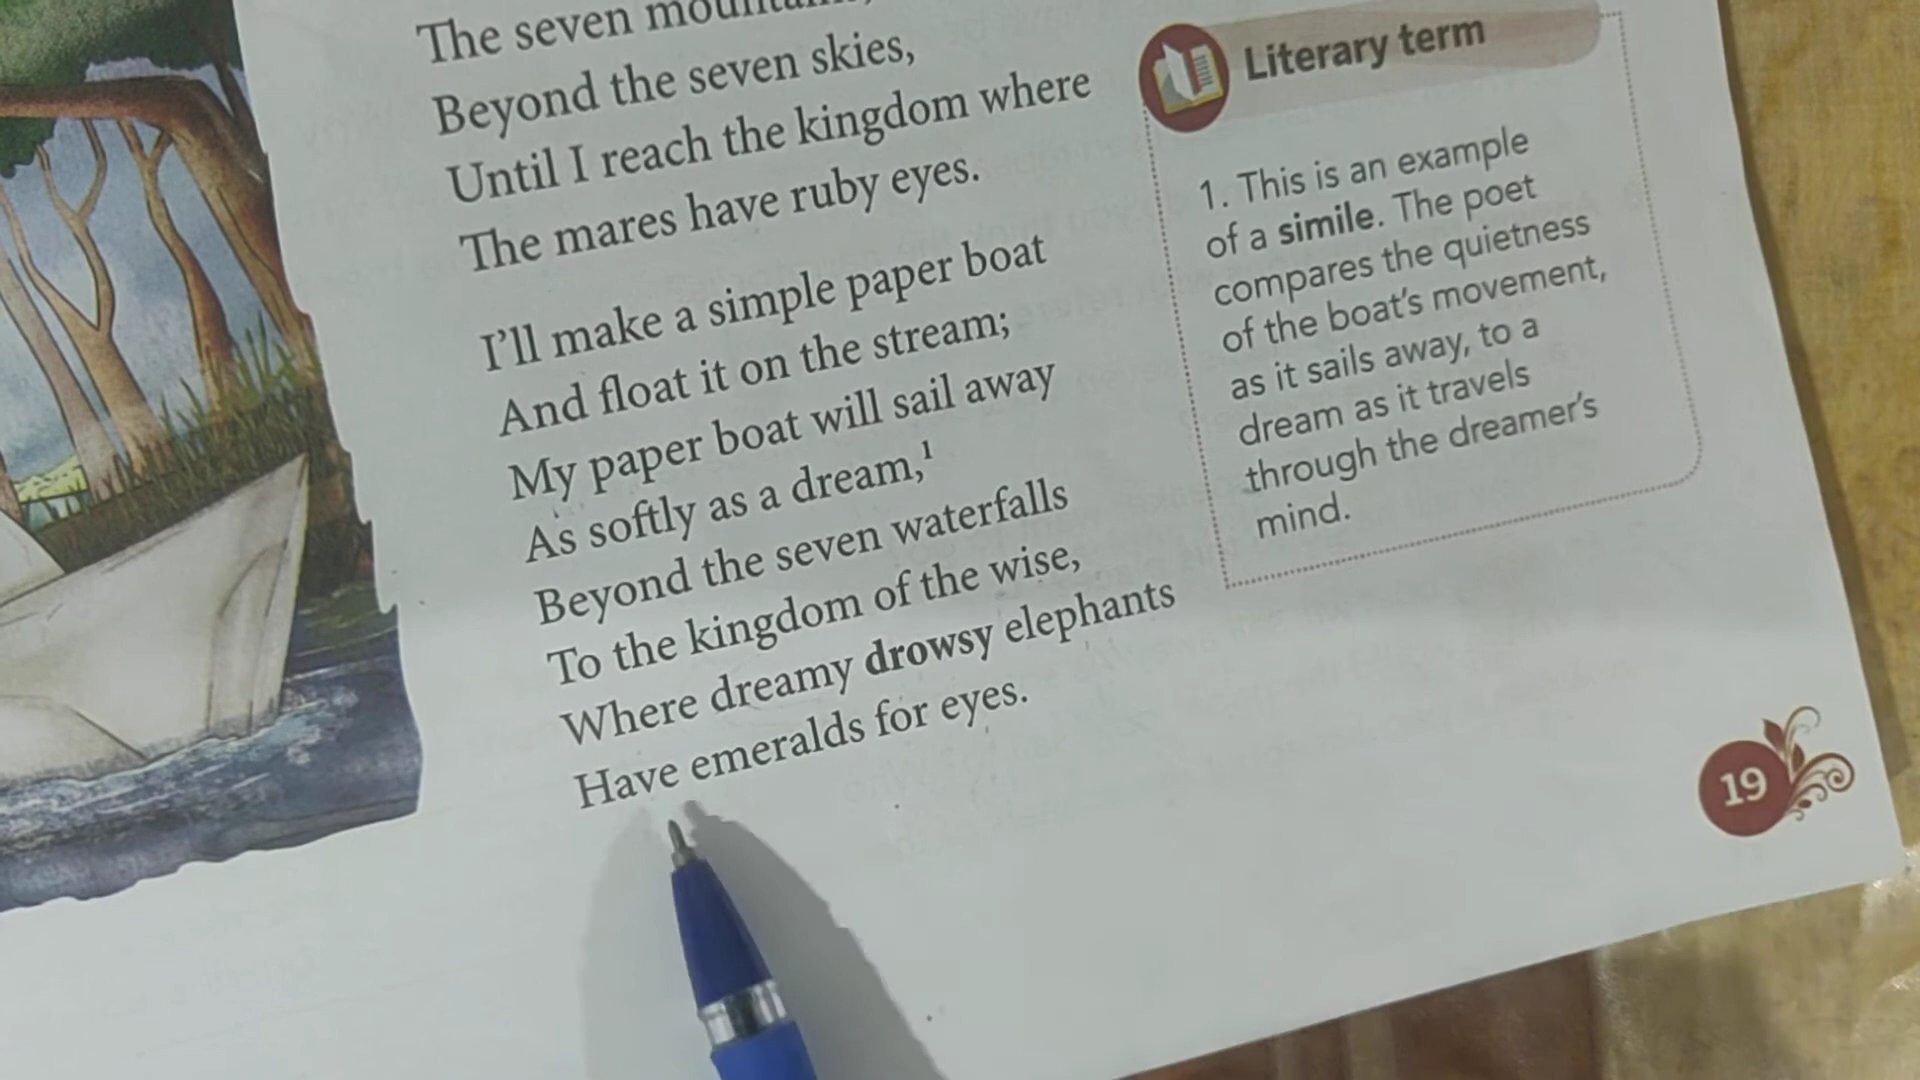 The seven mountains,
Beyond the seven skies,
Until I reach the kingdom where
The mares have ruby eyes.
I'll make a simple paper boat
And float it on the stream;
My paper boat will sail away
As softly as a dream,¹
Beyond the seven waterfalls
To the kingdom of the wise,
Where dreamy drowsy elephants
Have emeralds for eyes.
Literary term
1. This is an example
of a simile. The poet
compares the quietness
of the boat's movement,
as it sails away, to a
dream as it travels
through the dreamer's
mind.
19